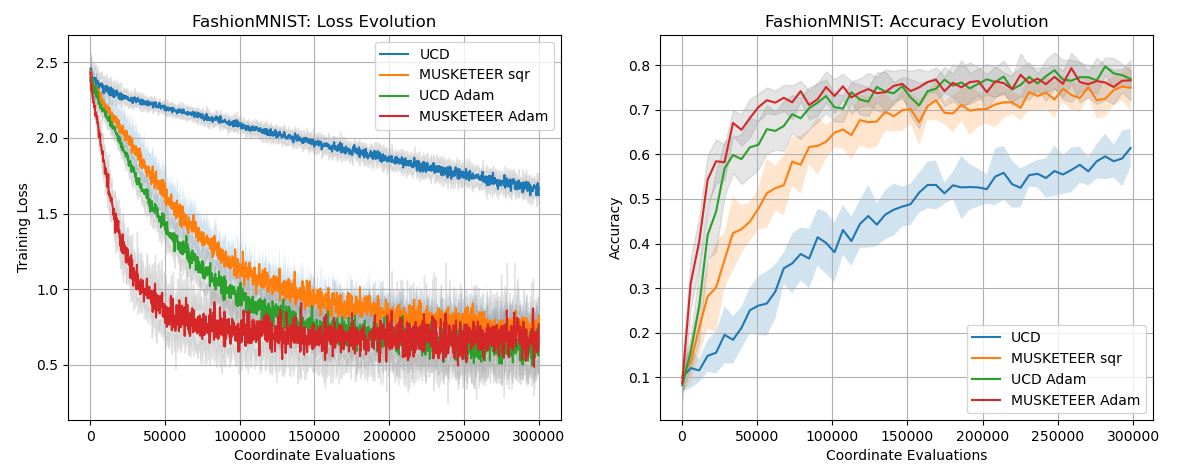 FashionMNIST: Loss Evolution
Training Loss
2.5
2.0
1.5
1.0
0.5
UCD
MUSKETEER sqr
UCD Adam
MUSKETEER Adam
0 50000 100000 150000 200000 250000 300000
Coordinate Evaluations
FashionMNIST: Accuracy Evolution
Accuracy
0.8
0.7
0.6
0.5
0.4
0.3
0.2
0.1
UCD
MUSKETEER sqr
UCD Adam
MUSKETEER Adam
0 50000 100000 150000 200000 250000 300000
Coordinate Evaluations